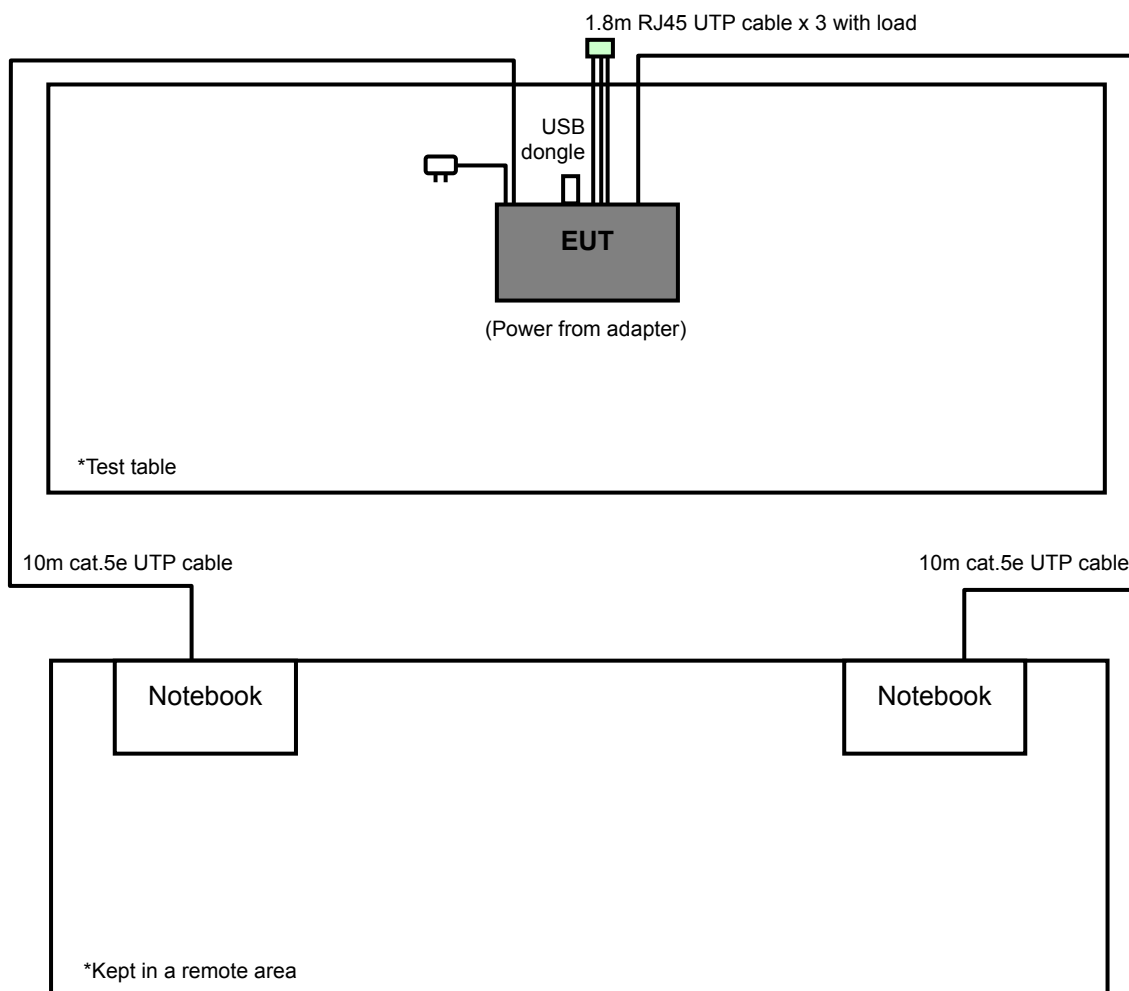 1.8m RJ45 UTP cable x 3 with load
USB
dongle
EUT
(Power from adapter)
*Test table
10m cat.5e UTP cable
10m cat.5e UTP cable
Notebook
Notebook
*Kept in a remote area